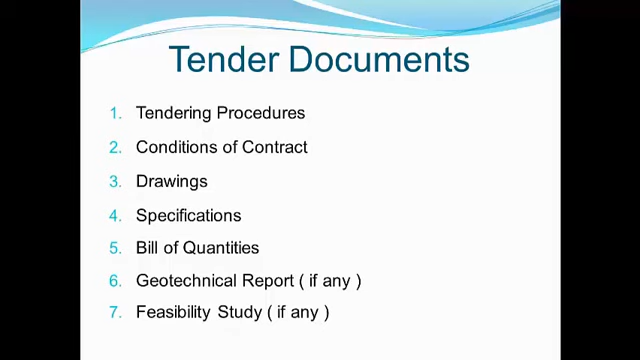 Tender Documents
1. Tendering Procedures
2. Conditions of Contract
3. Drawings
4. Specifications
5. Bill of Quantities
6. Geotechnical Report ( if any )
7. Feasibility Study ( if any )